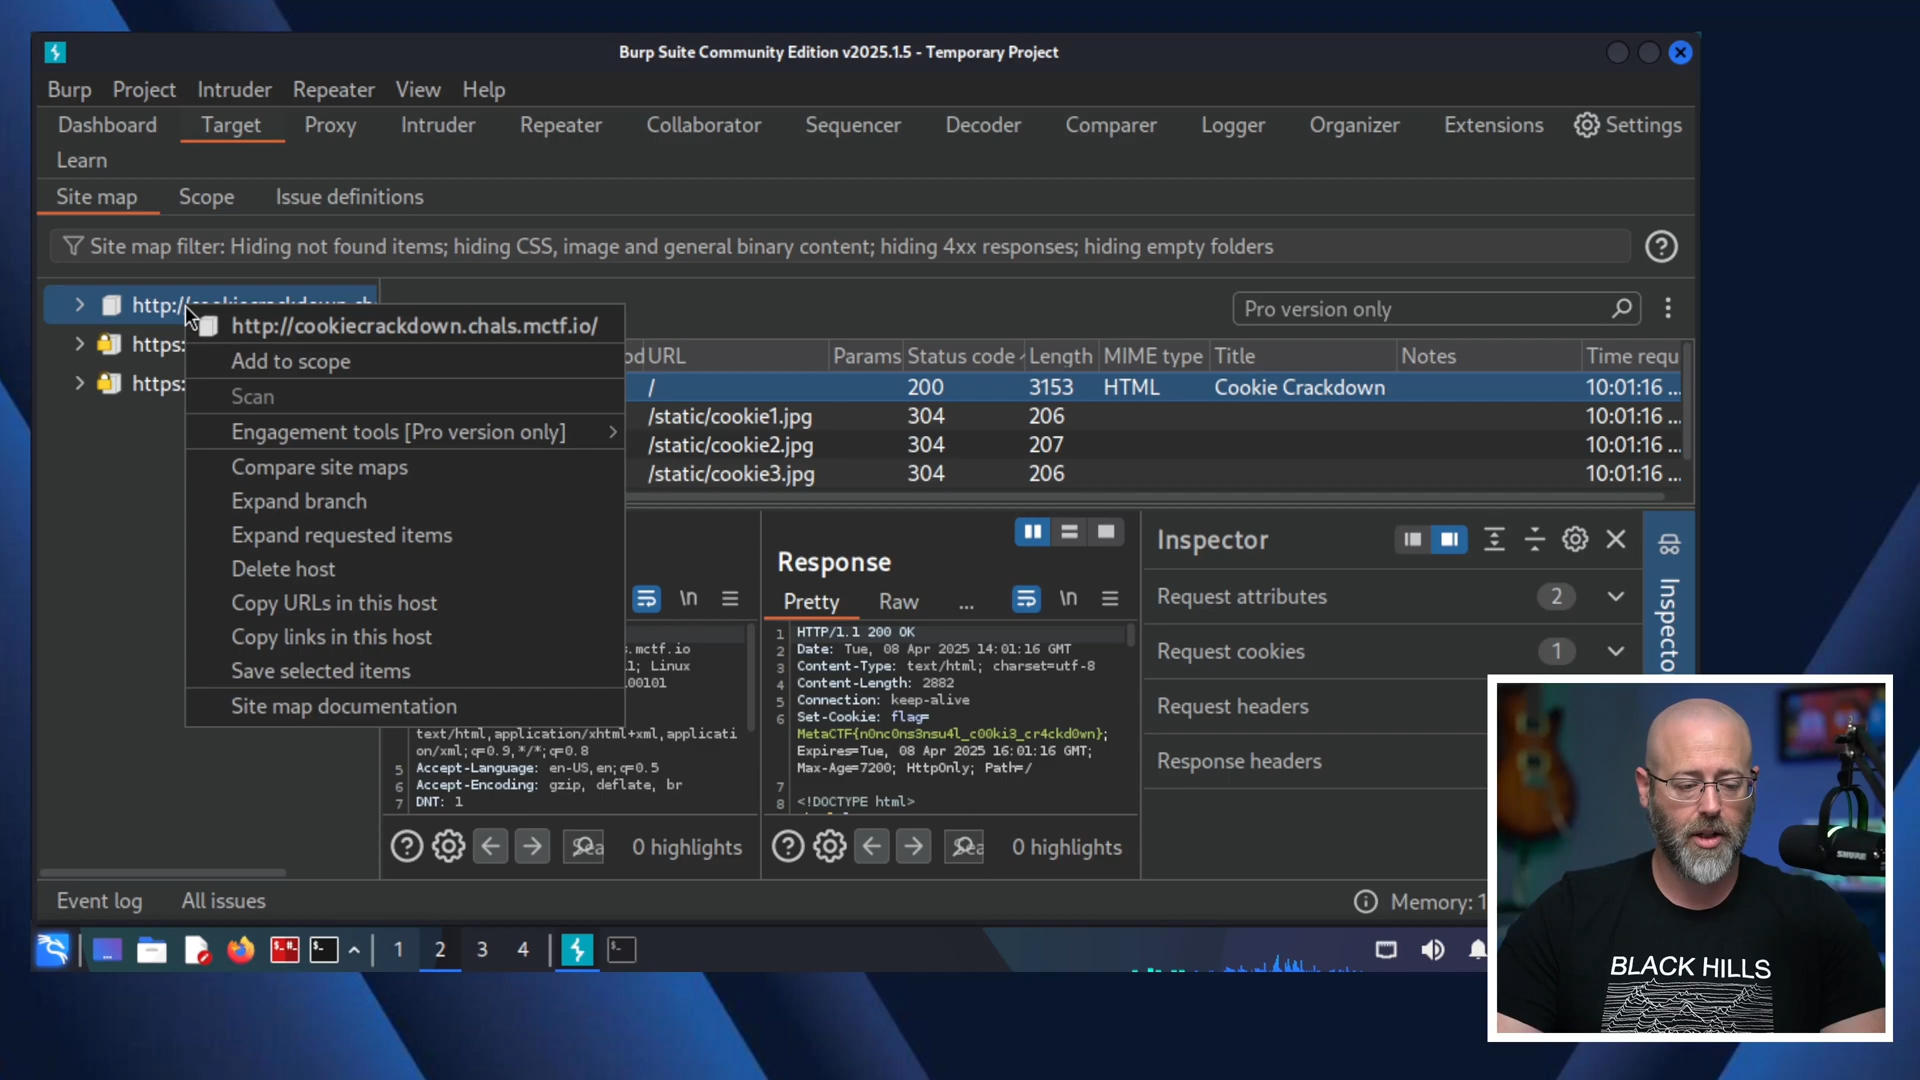 Burp Suite Community Edition v2025.1.5 - Temporary Project
Burp Project Intruder Repeater View Help
Dashboard Target Proxy Intruder Repeater Collaborator Sequencer Decoder Comparer Logger Organizer Extensions Settings
Learn
Site map Scope Issue definitions
Site map filter: Hiding not found items; hiding CSS, image and general binary content; hiding 4xx responses; hiding empty folders
http://
https:
https:
http://cookiecrackdown.chals.mctf.io/
Add to scope
Scan
Engagement tools [Pro version only]
Compare site maps
Expand branch
Expand requested items
Delete host
Copy URLs in this host
Copy links in this host
Save selected items
Site map documentation
Pro version only
URL Params Status code Length MIME type Title Notes Time requ
/ 200 3153 HTML Cookie Crackdown 10:01:16 ...
/static/cookie1.jpg 304 206 10:01:16 ...
/static/cookie2.jpg 304 207 10:01:16 ...
/static/cookie3.jpg 304 206 10:01:16 ...
\n
s.mctf.io
1; Linux
00101
text/html,application/xhtml+xml,applicati
on/xml;q=0.9,*/*;q=0.8
5 Accept-Language: en-US,en;q=0.5
6 Accept-Encoding: gzip, deflate, br
7 DNT: 1
0 highlights
Response
Pretty Raw ... \n
1 HTTP/1.1 200 OK
2 Date: Tue, 08 Apr 2025 14:01:16 GMT
3 Content-Type: text/html; charset=utf-8
4 Content-Length: 2882
5 Connection: keep-alive
6 Set-Cookie: flag=
MetaCTF{n0nc0ns3nsu4l_c00ki3_cr4ckd0wn};
Expires=Tue, 08 Apr 2025 16:01:16 GMT;
Max-Age=7200; HttpOnly; Path=/
7
8 <!DOCTYPE html>
0 highlights
Inspector
Request attributes 2
Request cookies 1
Request headers
Response headers
Inspecto
Event log All issues
Memory: 1
1 2 3 4
SHURE
BLACK HILLS